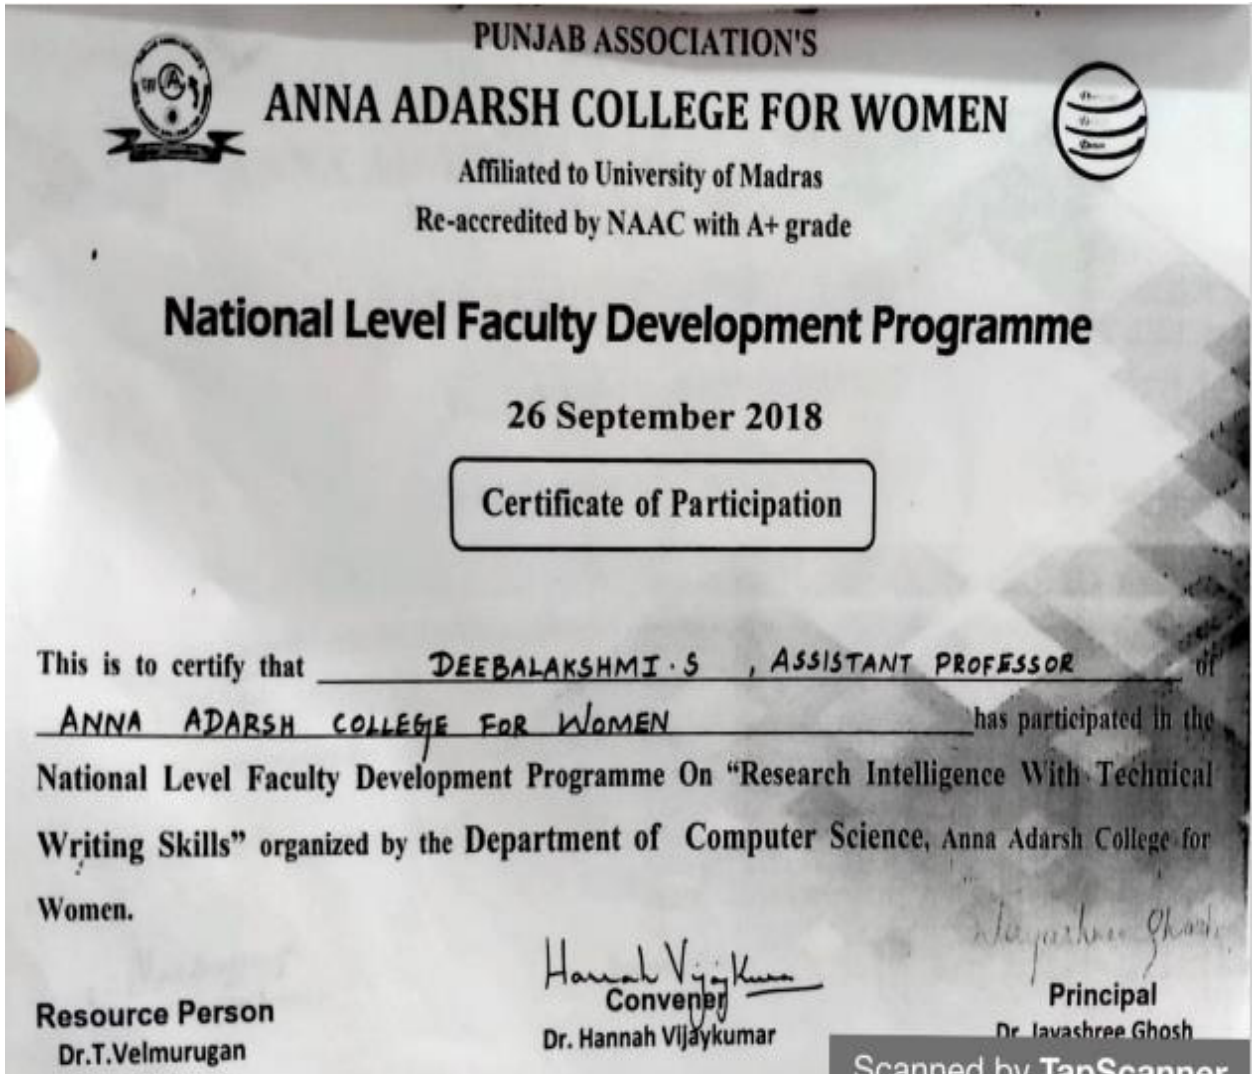 PUNJAB ASSOCIATION'S
ANNA ADARSH COLLEGE FOR WOMEN
Affiliated to University of Madras
Re-accredited by NAAC with A+ grade
National Level Faculty Development Programme
26 September 2018
Certificate of Participation
This is to certify that DEEBALAKSHMI.S , ASSISTANT PROFESSOR of
ANNA ADARSH COLLEGE FOR WOMEN has participated in the
National Level Faculty Development Programme On “Research Intelligence With Technical
Writing Skills” organized by the Department of Computer Science, Anna Adarsh College for
Women.
Hannah Vijaykumar
Jayashree Ghosh
Resource Person
Convener
Principal
Dr.T.Velmurugan
Dr. Hannah Vijaykumar
Dr. Jayashree Ghosh
Scanned by TapScanner